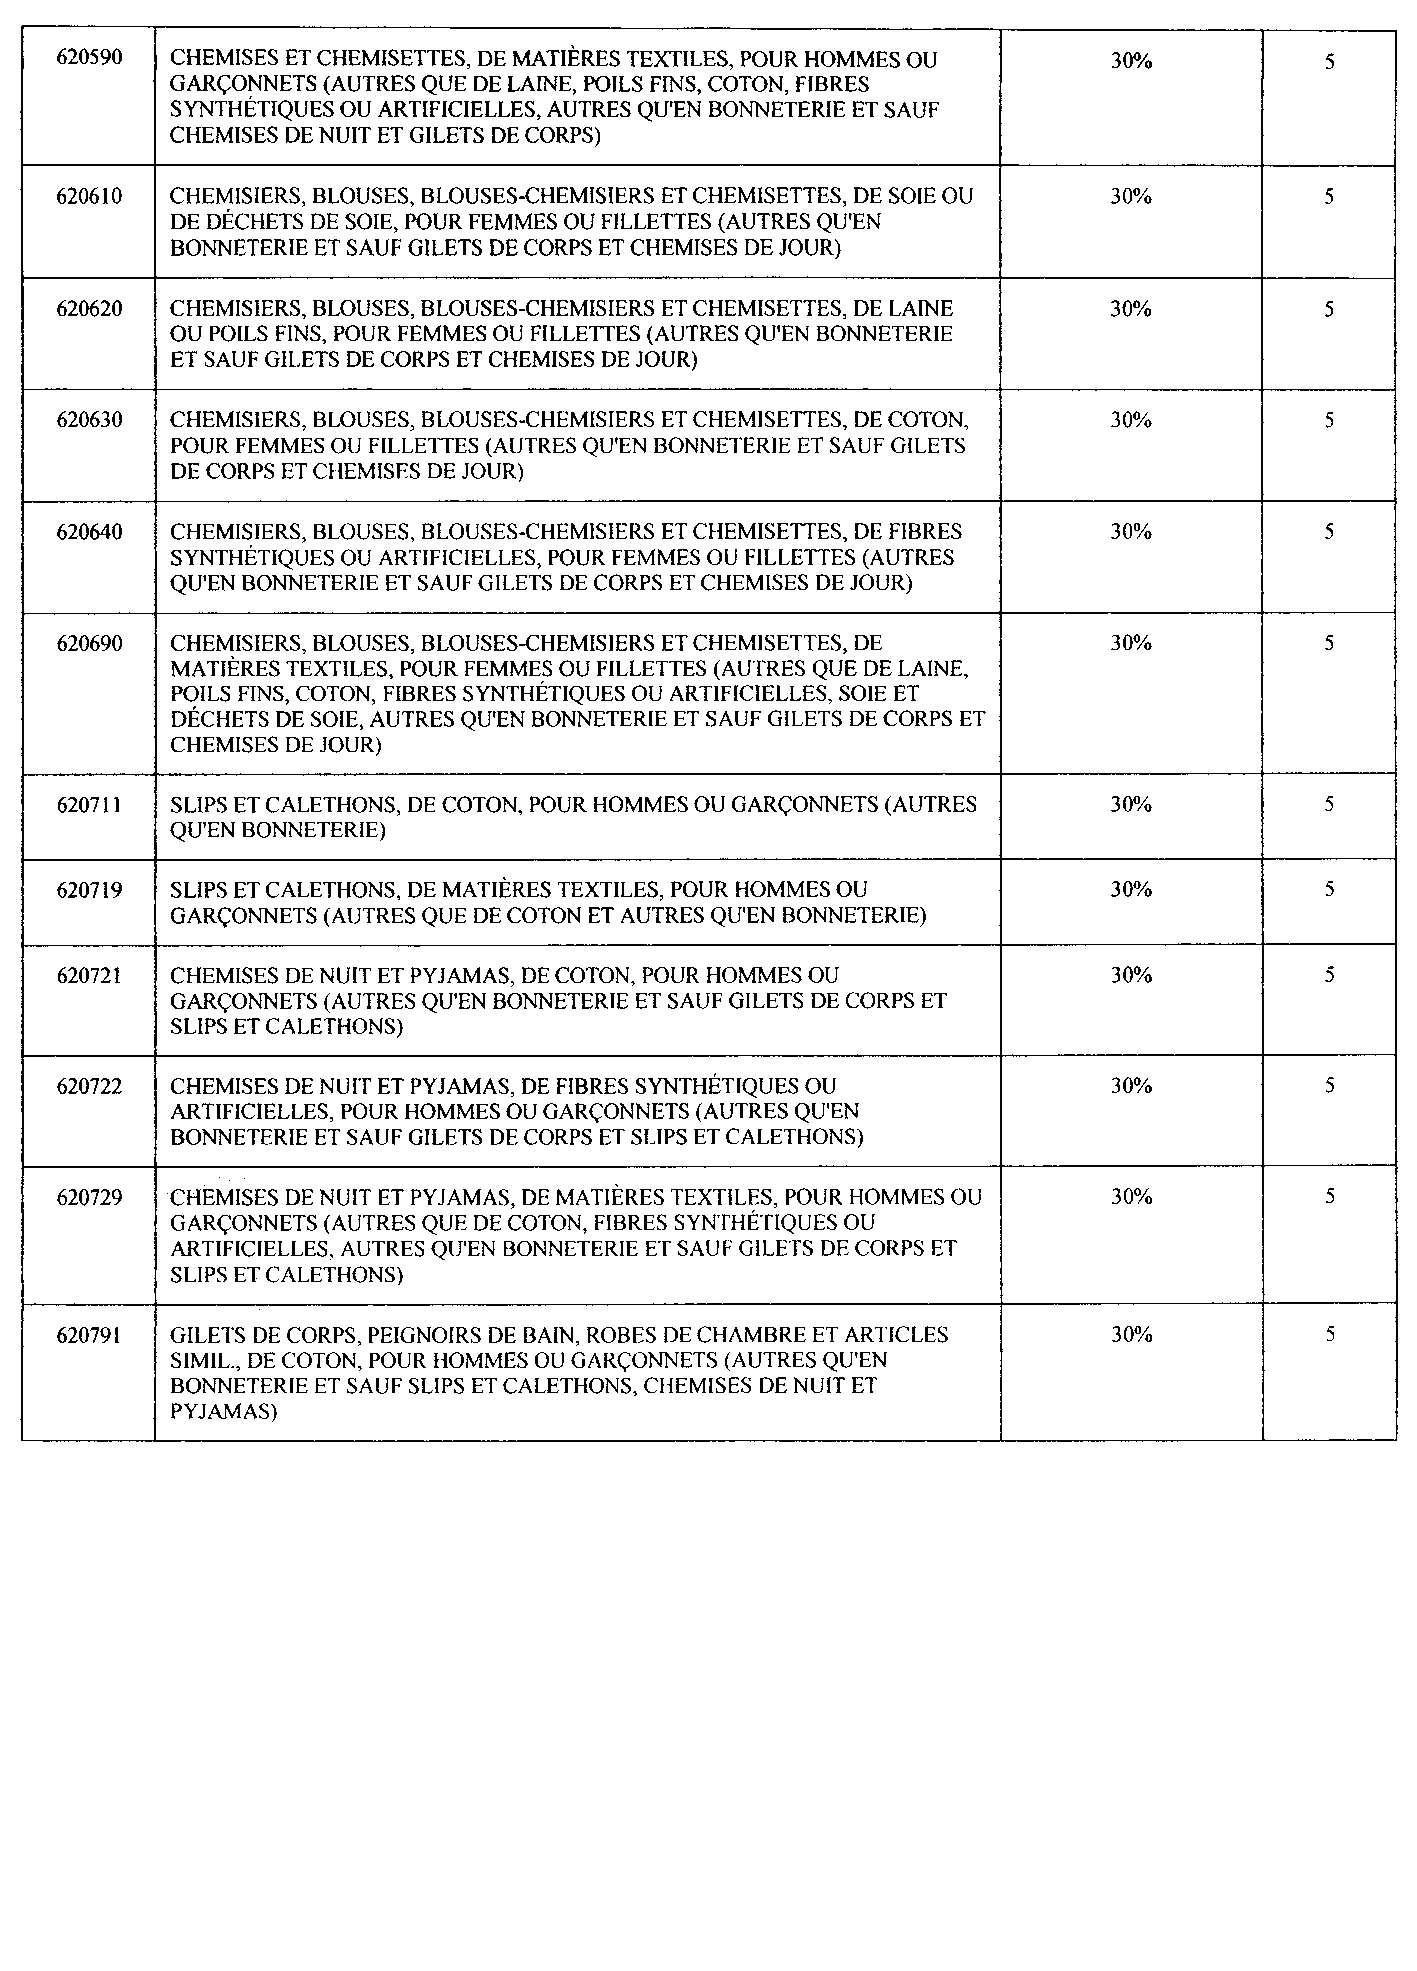 620590 CHEMISES ET CHEMISETTES, DE MATIÈRES TEXTILES, POUR HOMMES OU 30% 5
GARÇONNETS (AUTRES QUE DE LAINE, POILS FINS, COTON, FIBRES
SYNTHÉTIQUES OU ARTIFICIELLES, AUTRES QU'EN BONNETERIE ET SAUF
CHEMISES DE NUIT ET GILETS DE CORPS)
620610 CHEMISIERS, BLOUSES, BLOUSES-CHEMISIERS ET CHEMISETTES, DE SOIE OU 30% 5
DE DÉCHETS DE SOIE, POUR FEMMES OU FILLETTES (AUTRES QU'EN
BONNETERIE ET SAUF GILETS DE CORPS ET CHEMISES DE JOUR)
620620 CHEMISIERS, BLOUSES, BLOUSES-CHEMISIERS ET CHEMISETTES, DE LAINE 30% 5
OU POILS FINS, POUR FEMMES OU FILLETTES (AUTRES QU'EN BONNETERIE
ET SAUF GILETS DE CORPS ET CHEMISES DE JOUR)
620630 CHEMISIERS, BLOUSES, BLOUSES-CHEMISIERS ET CHEMISETTES, DE COTON, 30% 5
POUR FEMMES OU FILLETTES (AUTRES QU'EN BONNETERIE ET SAUF GILETS
DE CORPS ET CHEMISES DE JOUR)
620640 CHEMISIERS, BLOUSES, BLOUSES-CHEMISIERS ET CHEMISETTES, DE FIBRES 30% 5
SYNTHÉTIQUES OU ARTIFICIELLES, POUR FEMMES OU FILLETTES (AUTRES
QU'EN BONNETERIE ET SAUF GILETS DE CORPS ET CHEMISES DE JOUR)
620690 CHEMISIERS, BLOUSES, BLOUSES-CHEMISIERS ET CHEMISETTES, DE 30% 5
MATIÈRES TEXTILES, POUR FEMMES OU FILLETTES (AUTRES QUE DE LAINE,
POILS FINS, COTON, FIBRES SYNTHÉTIQUES OU ARTIFICIELLES, SOIE ET
DÉCHETS DE SOIE, AUTRES QU'EN BONNETERIE ET SAUF GILETS DE CORPS ET
CHEMISES DE JOUR)
620711 SLIPS ET CALETHONS, DE COTON, POUR HOMMES OU GARÇONNETS (AUTRES 30% 5
QU'EN BONNETERIE)
620719 SLIPS ET CALETHONS, DE MATIÈRES TEXTILES, POUR HOMMES OU 30% 5
GARÇONNETS (AUTRES QUE DE COTON ET AUTRES QU'EN BONNETERIE)
620721 CHEMISES DE NUIT ET PYJAMAS, DE COTON, POUR HOMMES OU 30% 5
GARÇONNETS (AUTRES QU'EN BONNETERIE ET SAUF GILETS DE CORPS ET
SLIPS ET CALETHONS)
620722 CHEMISES DE NUIT ET PYJAMAS, DE FIBRES SYNTHÉTIQUES OU 30% 5
ARTIFICIELLES, POUR HOMMES OU GARÇONNETS (AUTRES QU'EN
BONNETERIE ET SAUF GILETS DE CORPS ET SLIPS ET CALETHONS)
620729 CHEMISES DE NUIT ET PYJAMAS, DE MATIÈRES TEXTILES, POUR HOMMES OU 30% 5
GARÇONNETS (AUTRES QUE DE COTON, FIBRES SYNTHÉTIQUES OU
ARTIFICIELLES, AUTRES QU'EN BONNETERIE ET SAUF GILETS DE CORPS ET
SLIPS ET CALETHONS)
620791 GILETS DE CORPS, PEIGNOIRS DE BAIN, ROBES DE CHAMBRE ET ARTICLES 30% 5
SIMIL., DE COTON, POUR HOMMES OU GARÇONNETS (AUTRES QU'EN
BONNETERIE ET SAUF SLIPS ET CALETHONS, CHEMISES DE NUIT ET
PYJAMAS)